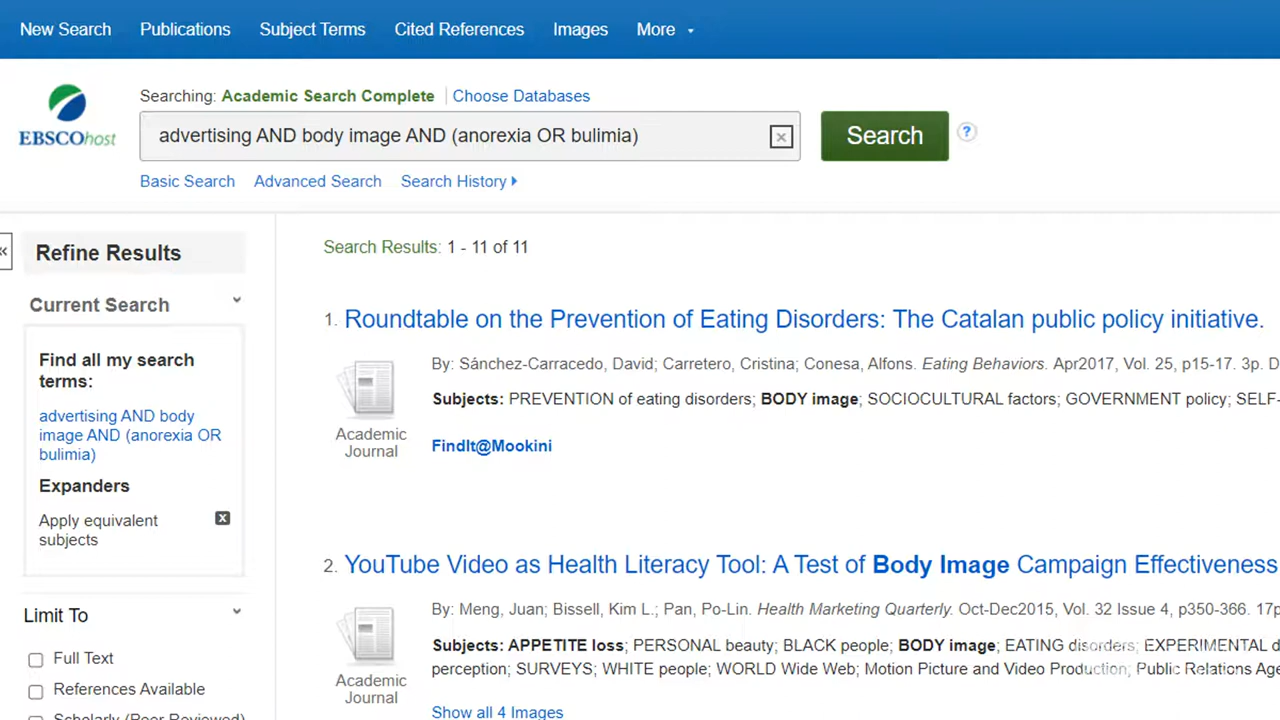 New Search Publications Subject Terms Cited References Images More
Searching: Academic Search Complete Choose Databases
EBSCOhost
advertising AND body image AND (anorexia OR bulimia)
Search
?
Basic Search Advanced Search Search History
«
Refine Results
Current Search
Find all my search
terms:
advertising AND body
image AND (anorexia OR
bulimia)
Expanders
Apply equivalent
subjects
Limit To
Full Text
References Available
Scholarly (Peer Reviewed)
Search Results: 1 - 11 of 11
1. Roundtable on the Prevention of Eating Disorders: The Catalan public policy initiative.
By: Sánchez-Carracedo, David; Carretero, Cristina; Conesa, Alfons. Eating Behaviors. Apr2017, Vol. 25, p15-17. 3p. D
Subjects: PREVENTION of eating disorders; BODY image; SOCIOCULTURAL factors; GOVERNMENT policy; SELF-
Academic
Journal
FindIt@Mookini
2. YouTube Video as Health Literacy Tool: A Test of Body Image Campaign Effectiveness
By: Meng, Juan; Bissell, Kim L.; Pan, Po-Lin. Health Marketing Quarterly. Oct-Dec2015, Vol. 32 Issue 4, p350-366. 17p
Subjects: APPETITE loss; PERSONAL beauty; BLACK people; BODY image; EATING disorders; EXPERIMENTAL d
perception; SURVEYS; WHITE people; WORLD Wide Web; Motion Picture and Video Production; Public Relations Age
Academic
Journal
Show all 4 Images